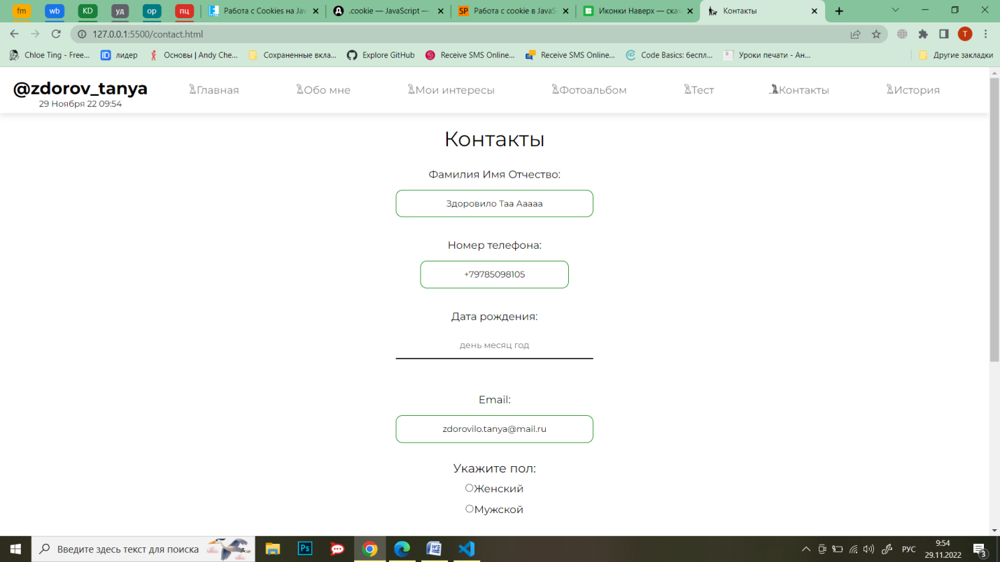 fm wb KD уд op пц Работа с Cookies на Jav .cookie — JavaScript — Работа с cookie в JavaS Иконки Наверх — скач Контакты
127.0.0.1:5500/contact.html T
Chloe Ting - Free... лидер Основы | Andy Che... Сохраненные вкла... Explore GitHub Receive SMS Online... Receive SMS Online... Code Basics: беспл... Уроки печати - Ан... Другие закладки
@zdorov_tanya Главная Обо мне Мои интересы Фотоальбом Тест Контакты История
29 Ноября 22 09:54
Контакты
Фамилия Имя Отчество:
Здоровило Таа Ааааа
Номер телефона:
+79785098105
Дата рождения:
день месяц год
Email:
zdorovilo.tanya@mail.ru
Укажите пол:
Женский
Мужской
Введите здесь текст для поиска Ps РУС 9:54
29.11.2022 3